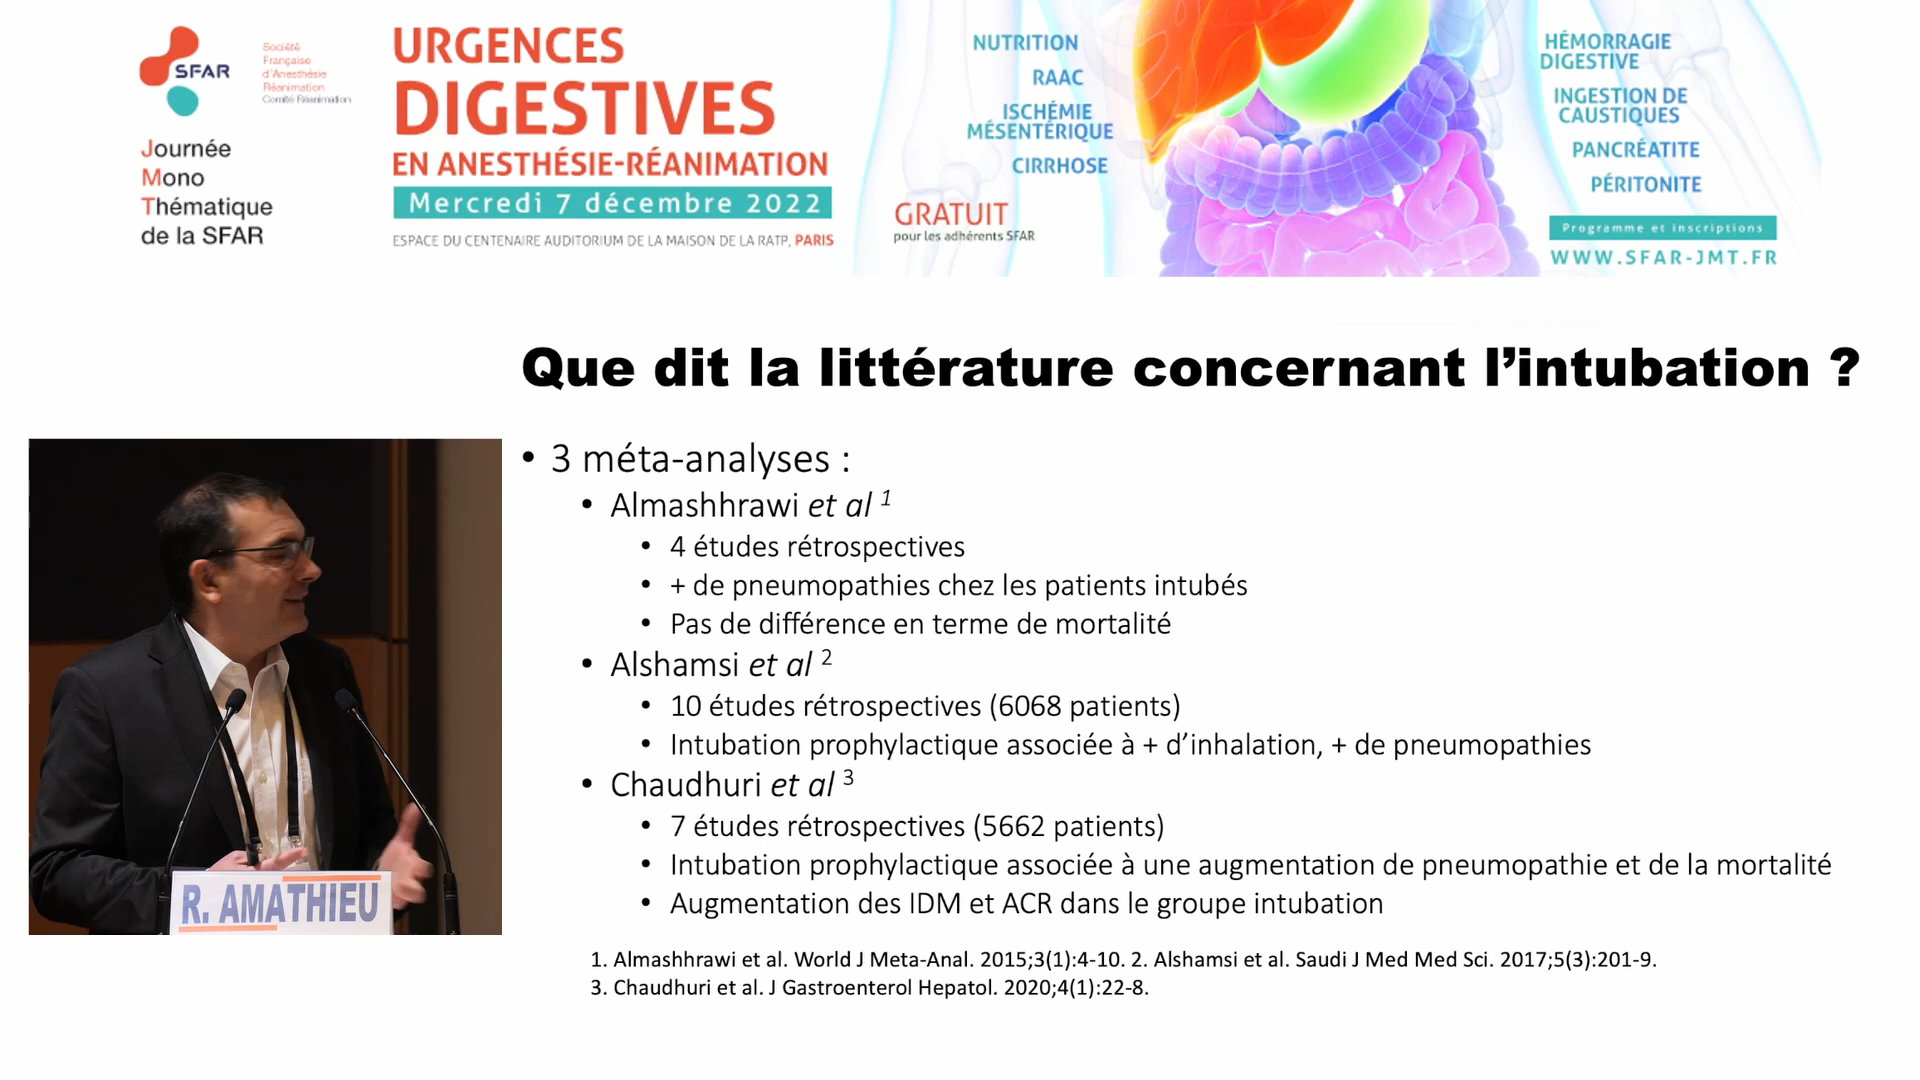 SFAR
Société
Française
d'Anesthésie
Réanimation
Comité Réanimation
Journée
Mono
Thématique
de la SFAR
URGENCES
DIGESTIVES
EN ANESTHÉSIE-RÉANIMATION
Mercredi 7 décembre 2022
ESPACE DU CENTENAIRE AUDITORIUM DE LA MAISON DE LA RATP, PARIS
NUTRITION
RAAC
ISCHÉMIE
MÉSENTÉRIQUE
CIRRHOSE
GRATUIT
pour les adhérents SFAR
HÉMORRAGIE
DIGESTIVE
INGESTION DE
CAUSTIQUES
PANCRÉATITE
PÉRITONITE
Programme et inscriptions
WWW.SFAR-JMT.FR
Que dit la littérature concernant l'intubation ?
• 3 méta-analyses :
• Almashhrawi et al 1
• 4 études rétrospectives
• + de pneumopathies chez les patients intubés
• Pas de différence en terme de mortalité
• Alshamsi et al 2
• 10 études rétrospectives (6068 patients)
• Intubation prophylactique associée à + d'inhalation, + de pneumopathies
• Chaudhuri et al 3
• 7 études rétrospectives (5662 patients)
• Intubation prophylactique associée à une augmentation de pneumopathie et de la mortalité
• Augmentation des IDM et ACR dans le groupe intubation
1. Almashhrawi et al. World J Meta-Anal. 2015;3(1):4-10. 2. Alshamsi et al. Saudi J Med Med Sci. 2017;5(3):201-9.
3. Chaudhuri et al. J Gastroenterol Hepatol. 2020;4(1):22-8.
R. AMATHIEU